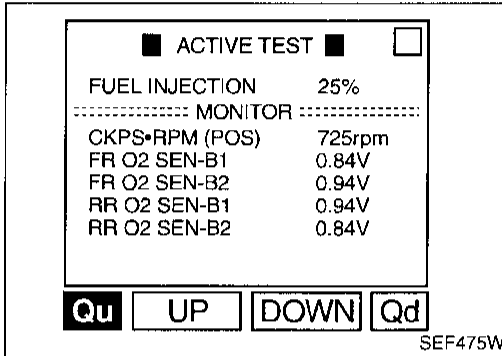 ■ ACTIVE TEST ■
FUEL INJECTION 25%
=========== MONITOR ===========
CKPS•RPM (POS) 725rpm
FR O2 SEN-B1 0.84V
FR O2 SEN-B2 0.94V
RR O2 SEN-B1 0.94V
RR O2 SEN-B2 0.84V
Qu UP DOWN Qd
SEF475W